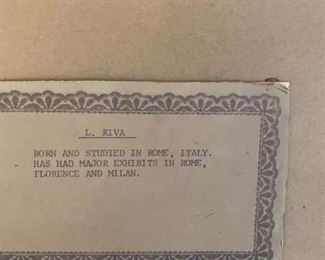 L. RIVA
BORN AND STUDIED IN ROME, ITALY.
HAS HAD MAJOR EXHIBITS IN ROME,
FLORENCE AND MILAN.